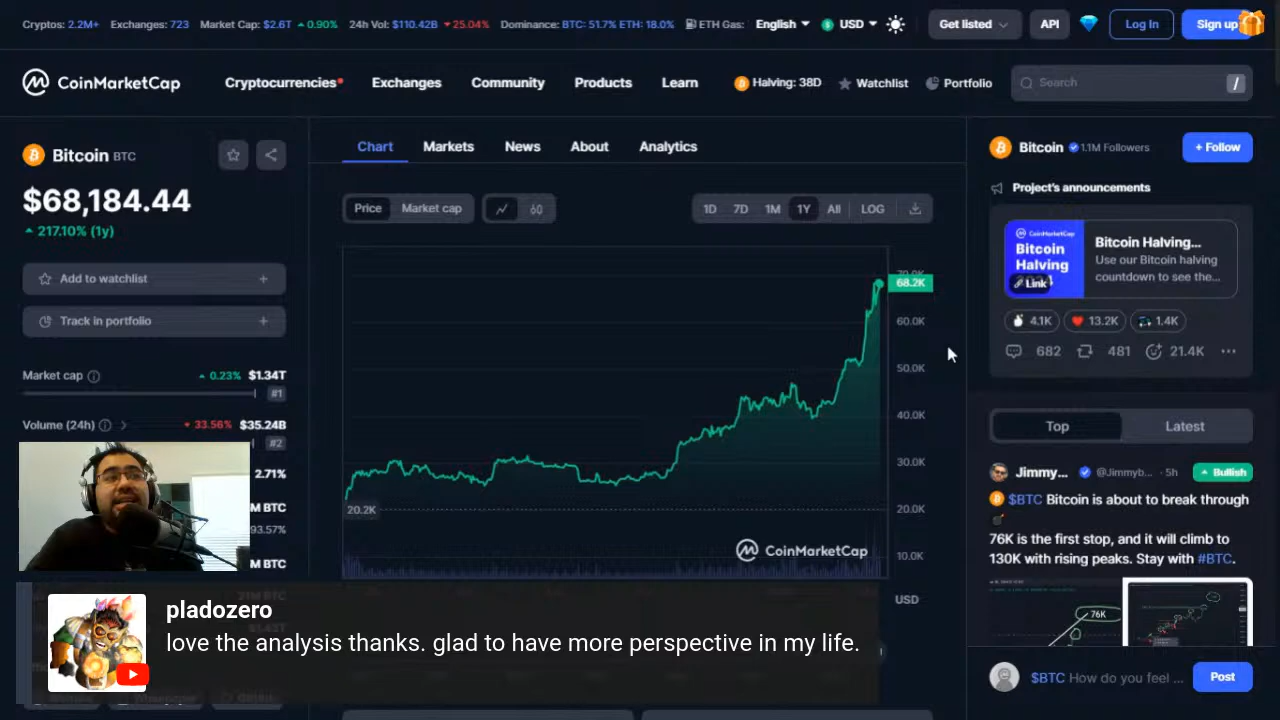 Cryptos: 2.2M+ Exchanges: 723 Market Cap: $2.6T 0.90% 24h Vol: $110.42B 25.04% Dominance: BTC: 51.7% ETH: 18.0% ETH Gas: English USD Get listed API Log In Sign up
CoinMarketCap Cryptocurrencies Exchanges Community Products Learn Halving: 38D Watchlist Portfolio Search /
Bitcoin BTC
$68,184.44
217.10% (1y)
Add to watchlist +
Track in portfolio +
Market cap 0.23% $1.34T
#1
Volume (24h) 33.56% $35.24B
#2
2.71%
M BTC
93.57%
M BTC
Chart Markets News About Analytics
Price Market cap 1D 7D 1M 1Y All LOG
70.0K
68.2K
60.0K
50.0K
40.0K
30.0K
20.2K
20.0K
CoinMarketCap
10.0K
USD
Bitcoin 1.1M Followers + Follow
Project's announcements
CoinMarketCap
Bitcoin
Halving
Link
Bitcoin Halving...
Use our Bitcoin halving
countdown to see the...
4.1K 13.2K 1.4K
682 481 21.4K
Top Latest
Jimmy... @Jimmyb... · 5h Bullish
$BTC Bitcoin is about to break through
76K is the first stop, and it will climb to
130K with rising peaks. Stay with #BTC.
76K
$BTC How do you feel ... Post
pladozero
love the analysis thanks. glad to have more perspective in my life.